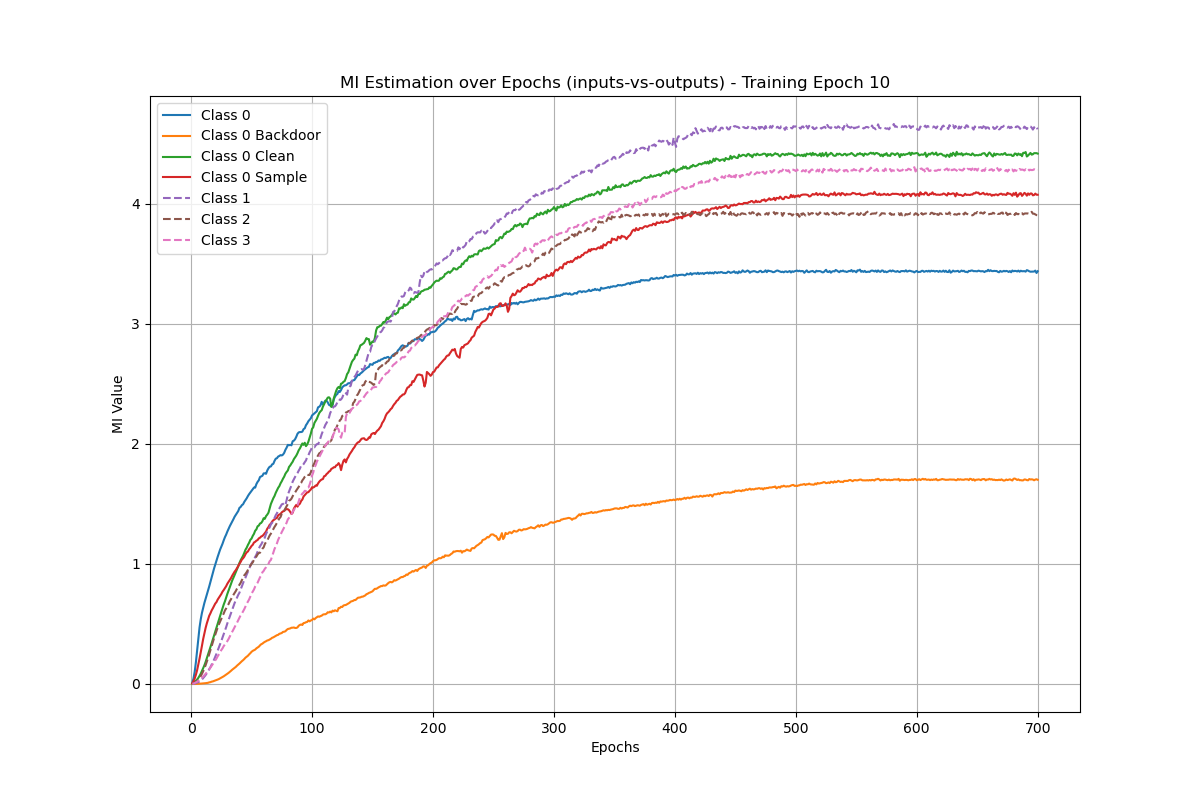 MI Estimation over Epochs (inputs-vs-outputs) - Training Epoch 10
Class 0
Class 0 Backdoor
Class 0 Clean
Class 0 Sample
Class 1
Class 2
Class 3
MI Value
4
3
2
1
0
0 100 200 300 400 500 600 700
Epochs